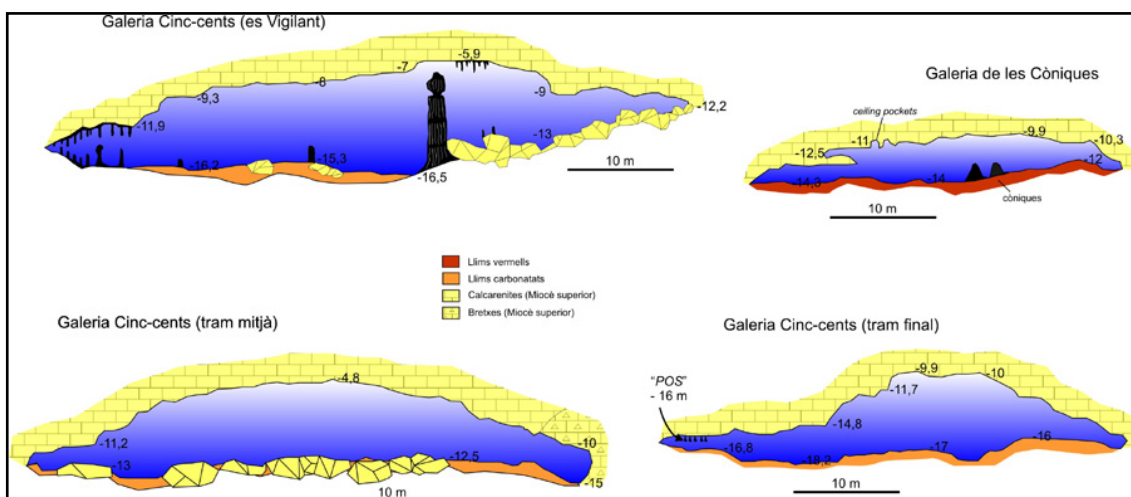 Galeria Cinc-cents (es Vigilant)
-5,9
-7
-8
-9,3
-9
-11,9
-12,2
-13
-16,2
-15,3
-16,5
10 m
Galeria de les Còniques
ceiling pockets
-9,9
-11
-10,3
-12,5
-12
-14,3
-14
còniques
10 m
Llims vermells
Llims carbonatats
Calcarenites (Miocè superior)
Bretxes (Miocè superior)
Galeria Cinc-cents (tram mitjà)
-4,8
-11,2
-10
-13
-12,5
-15
10 m
Galeria Cinc-cents (tram final)
"POS"
- 16 m
-9,9
-10
-11,7
-14,8
-16
-16,8
-17
-18,2
10 m